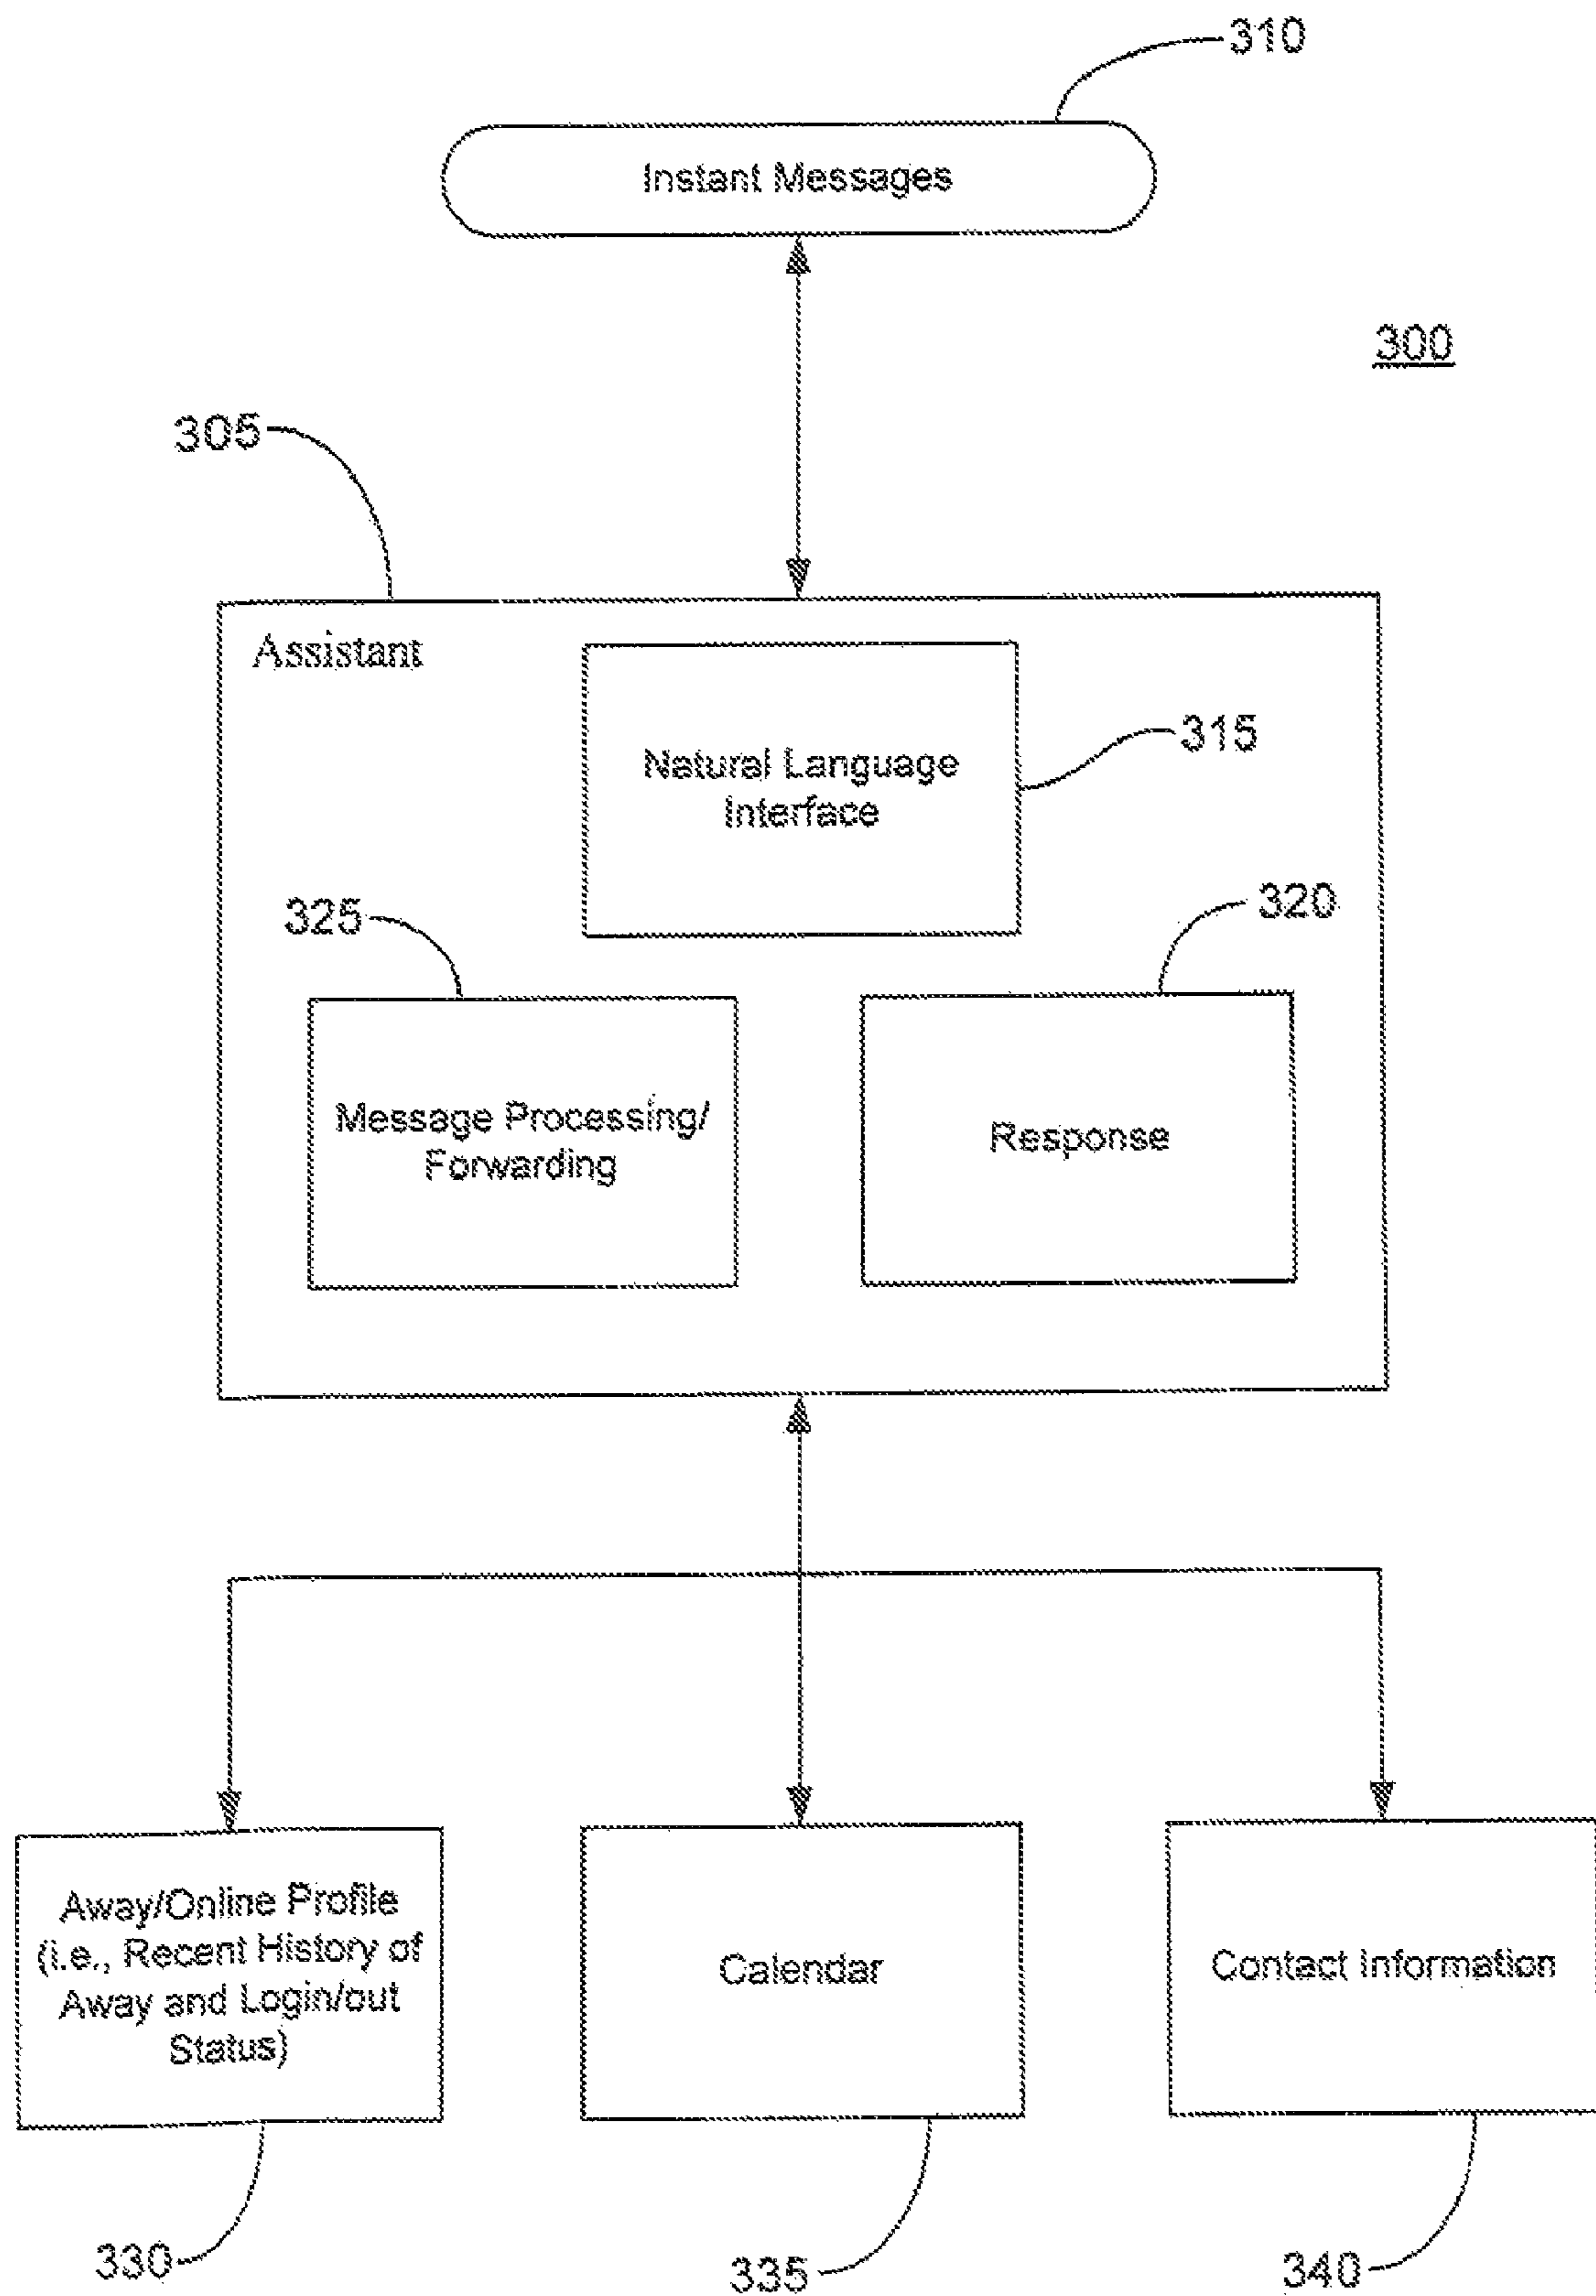 310
Instant Messages
300
305
Assistant
Natural Language
Interface
315
325
320
Message Processing/
Forwarding
Response
Away/Online Profile
(i.e., Recent History of
Away and Login/out
Status)
Calendar
Contact Information
330
335
340